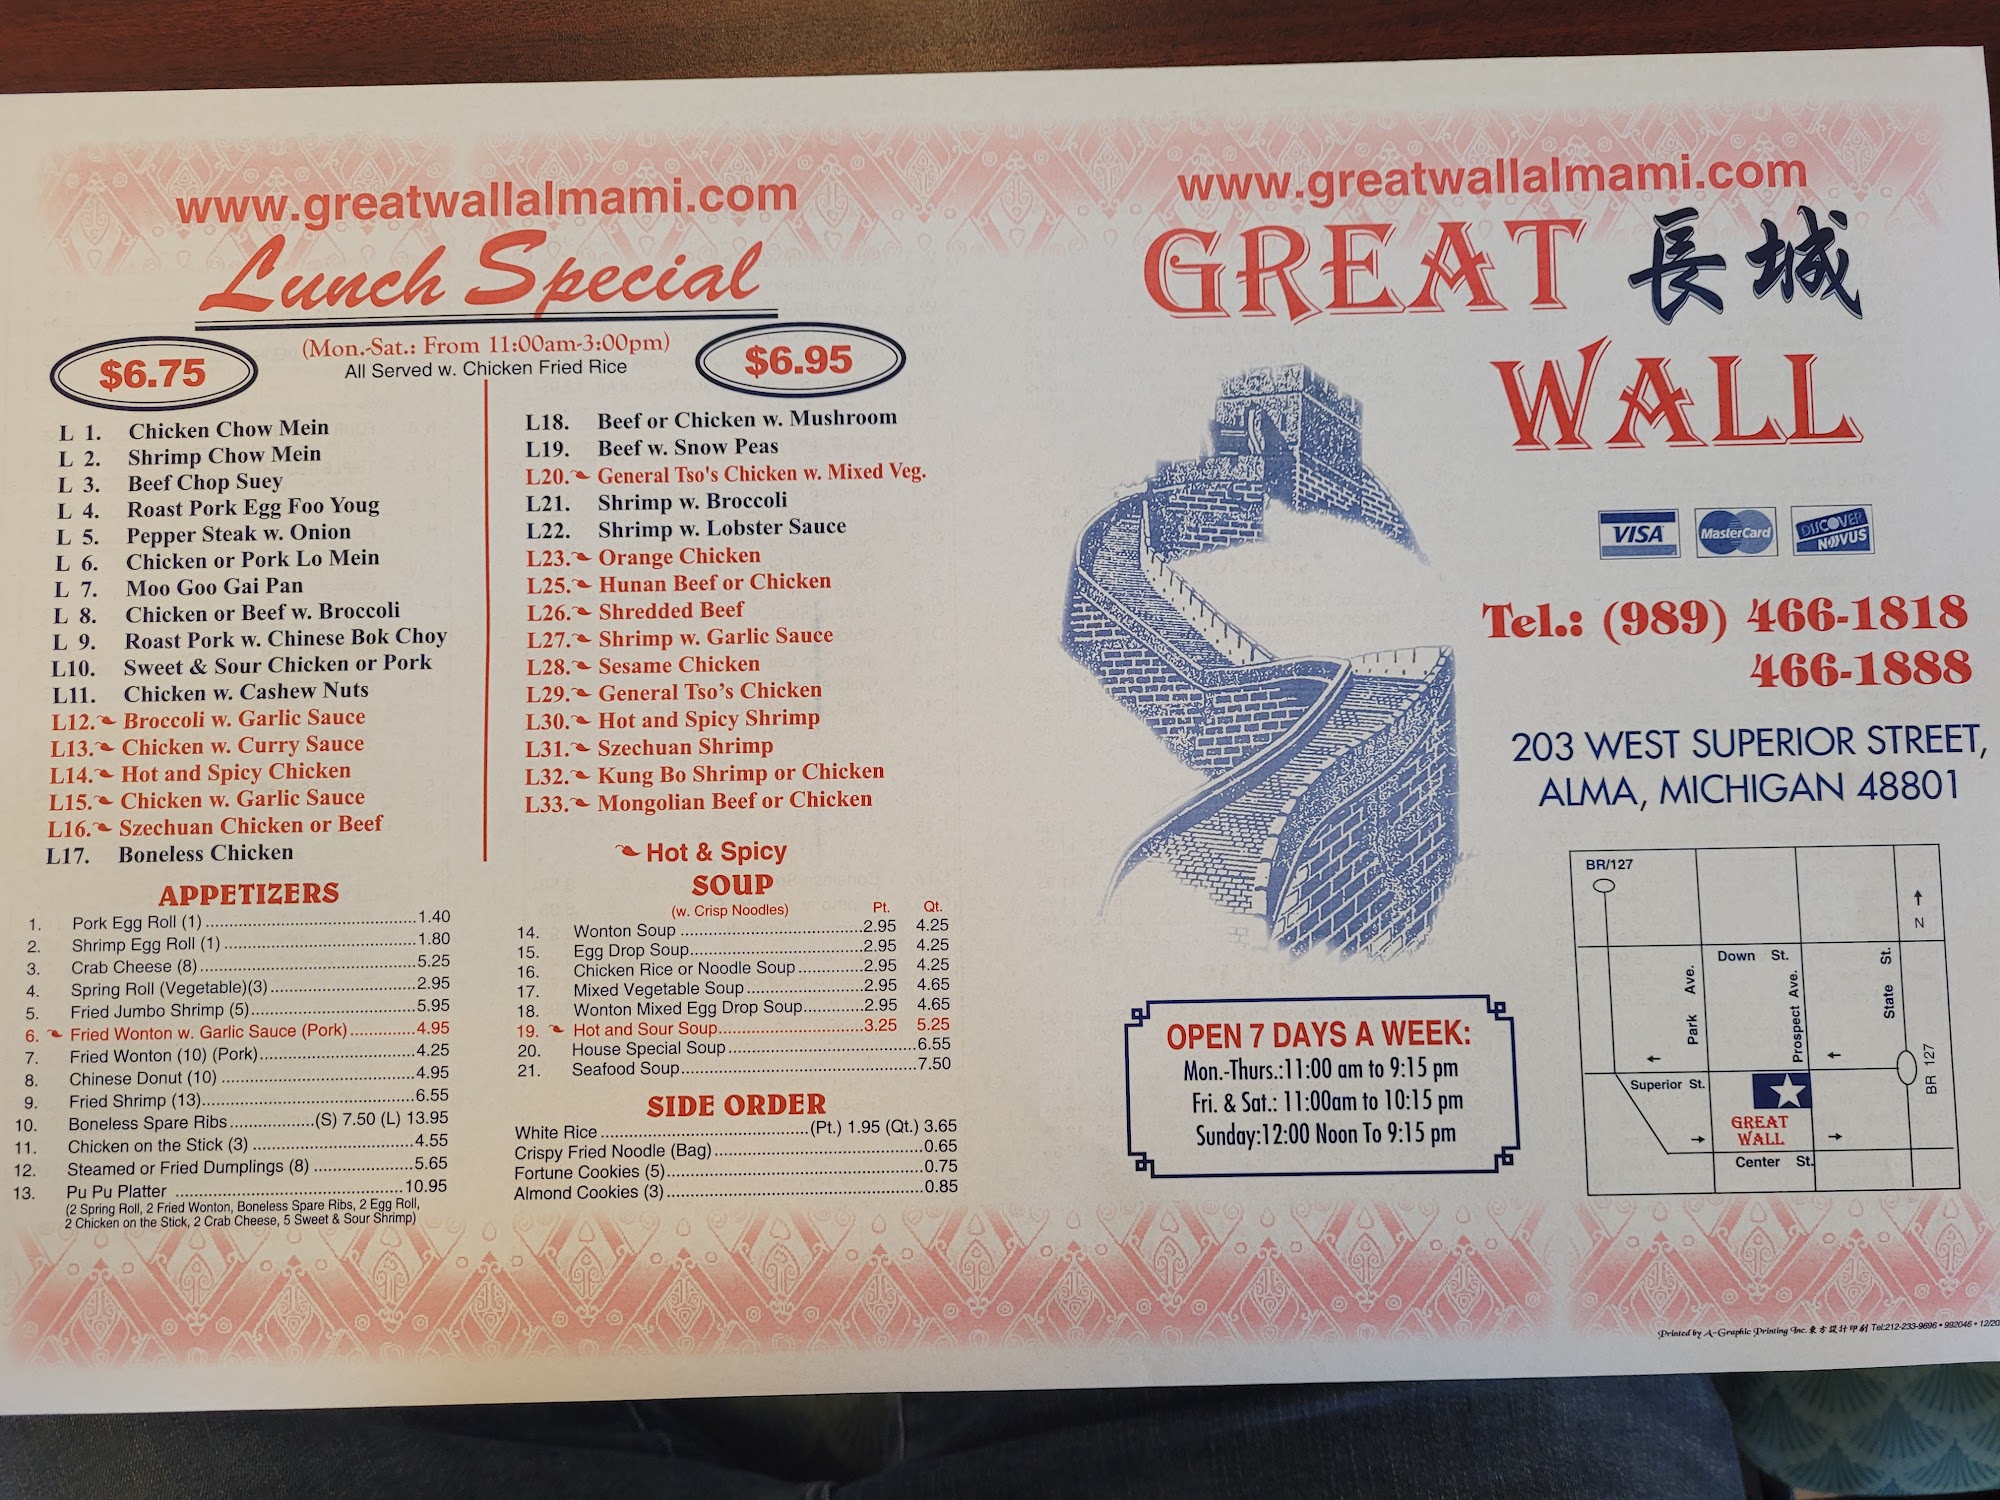 www.greatwallalmami.com
Lunch Special
$6.75
(Mon.-Sat.: From 11:00am-3:00pm)
All Served w. Chicken Fried Rice
$6.95
L 1. Chicken Chow Mein
L 2. Shrimp Chow Mein
L 3. Beef Chop Suey
L 4. Roast Pork Egg Foo Youg
L 5. Pepper Steak w. Onion
L 6. Chicken or Pork Lo Mein
L 7. Moo Goo Gai Pan
L 8. Chicken or Beef w. Broccoli
L 9. Roast Pork w. Chinese Bok Choy
L10. Sweet & Sour Chicken or Pork
L11. Chicken w. Cashew Nuts
L12. Broccoli w. Garlic Sauce
L13. Chicken w. Curry Sauce
L14. Hot and Spicy Chicken
L15. Chicken w. Garlic Sauce
L16. Szechuan Chicken or Beef
L17. Boneless Chicken
L18. Beef or Chicken w. Mushroom
L19. Beef w. Snow Peas
L20. General Tso's Chicken w. Mixed Veg.
L21. Shrimp w. Broccoli
L22. Shrimp w. Lobster Sauce
L23. Orange Chicken
L25. Hunan Beef or Chicken
L26. Shredded Beef
L27. Shrimp w. Garlic Sauce
L28. Sesame Chicken
L29. General Tso's Chicken
L30. Hot and Spicy Shrimp
L31. Szechuan Shrimp
L32. Kung Bo Shrimp or Chicken
L33. Mongolian Beef or Chicken
Hot & Spicy
APPETIZERS
1. Pork Egg Roll (1) 1.40
2. Shrimp Egg Roll (1) 1.80
3. Crab Cheese (8) 5.25
4. Spring Roll (Vegetable)(3) 2.95
5. Fried Jumbo Shrimp (5) 5.95
6. Fried Wonton w. Garlic Sauce (Pork) 4.95
7. Fried Wonton (10) (Pork) 4.25
8. Chinese Donut (10) 4.95
9. Fried Shrimp (13) 6.55
10. Boneless Spare Ribs (S) 7.50 (L) 13.95
11. Chicken on the Stick (3) 4.55
12. Steamed or Fried Dumplings (8) 5.65
13. Pu Pu Platter 10.95
(2 Spring Roll, 2 Fried Wonton, Boneless Spare Ribs, 2 Egg Roll,
2 Chicken on the Stick, 2 Crab Cheese, 5 Sweet & Sour Shrimp)
SOUP
(w. Crisp Noodles) Pt. Qt.
14. Wonton Soup 2.95 4.25
15. Egg Drop Soup 2.95 4.25
16. Chicken Rice or Noodle Soup 2.95 4.25
17. Mixed Vegetable Soup 2.95 4.65
18. Wonton Mixed Egg Drop Soup 2.95 4.65
19. Hot and Sour Soup 3.25 5.25
20. House Special Soup 6.55
21. Seafood Soup 7.50
SIDE ORDER
White Rice (Pt.) 1.95 (Qt.) 3.65
Crispy Fried Noodle (Bag) 0.65
Fortune Cookies (5) 0.75
Almond Cookies (3) 0.85
www.greatwallalmami.com
GREAT 長城
WALL
VISA MasterCard DISCOVER NOVUS
Tel.: (989) 466-1818
466-1888
203 WEST SUPERIOR STREET,
ALMA, MICHIGAN 48801
OPEN 7 DAYS A WEEK:
Mon.-Thurs.:11:00 am to 9:15 pm
Fri. & Sat.: 11:00am to 10:15 pm
Sunday:12:00 Noon To 9:15 pm
BR/127
N
Down St.
Park Ave.
Prospect Ave.
State St.
BR 127
Superior St.
GREAT
WALL
Center St.
Printed by A-Graphic Printing Inc. 東方設計印刷 Tel:212-233-9696 • 992046 • 12/20